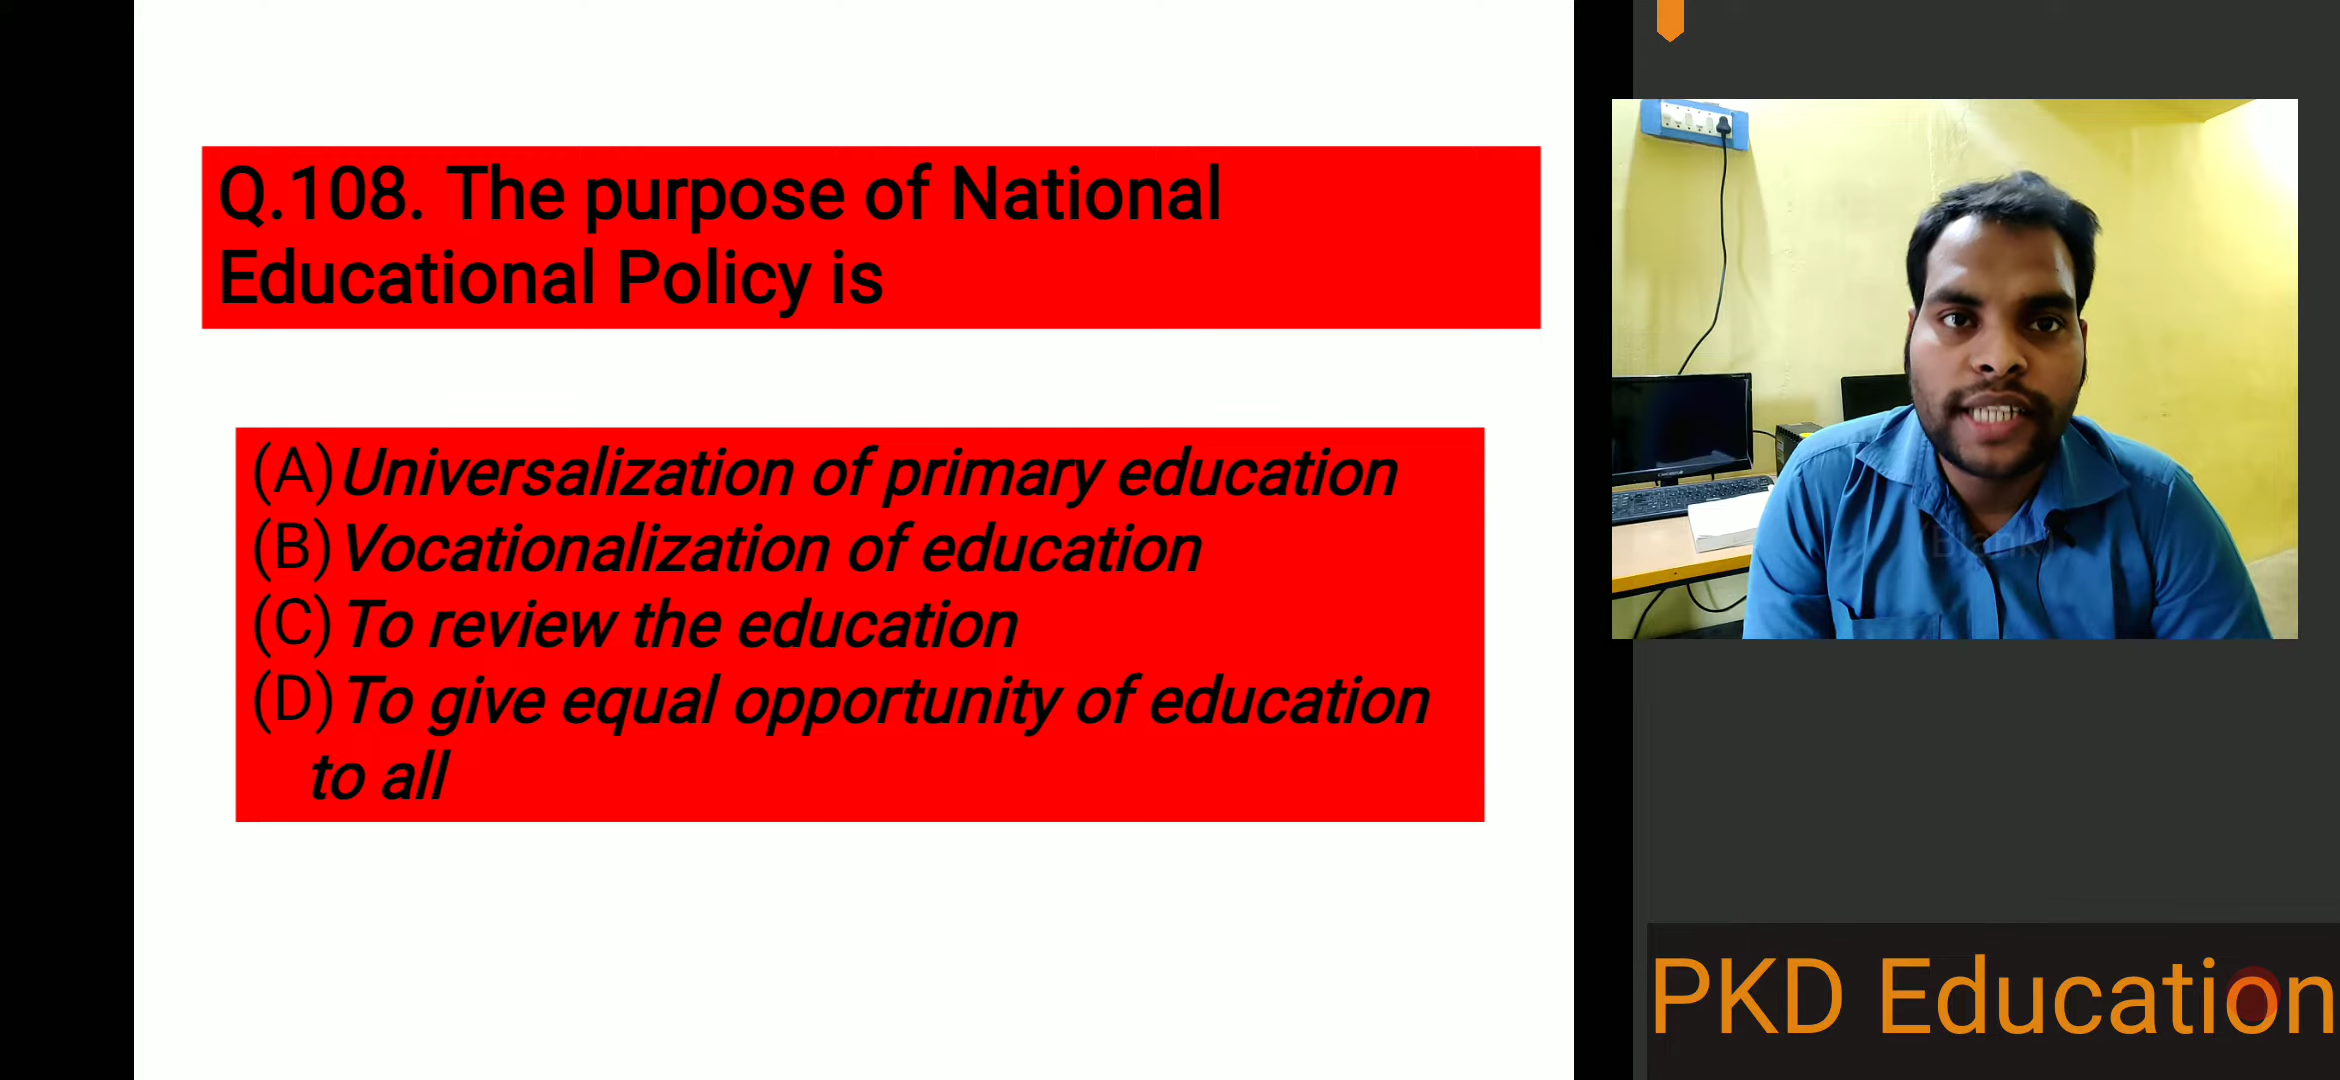 Q.108. The purpose of National
Educational Policy is
(A) Universalization of primary education
(B) Vocationalization of education
(C) To review the education
(D) To give equal opportunity of education
to all
(Blank)
PKD Education